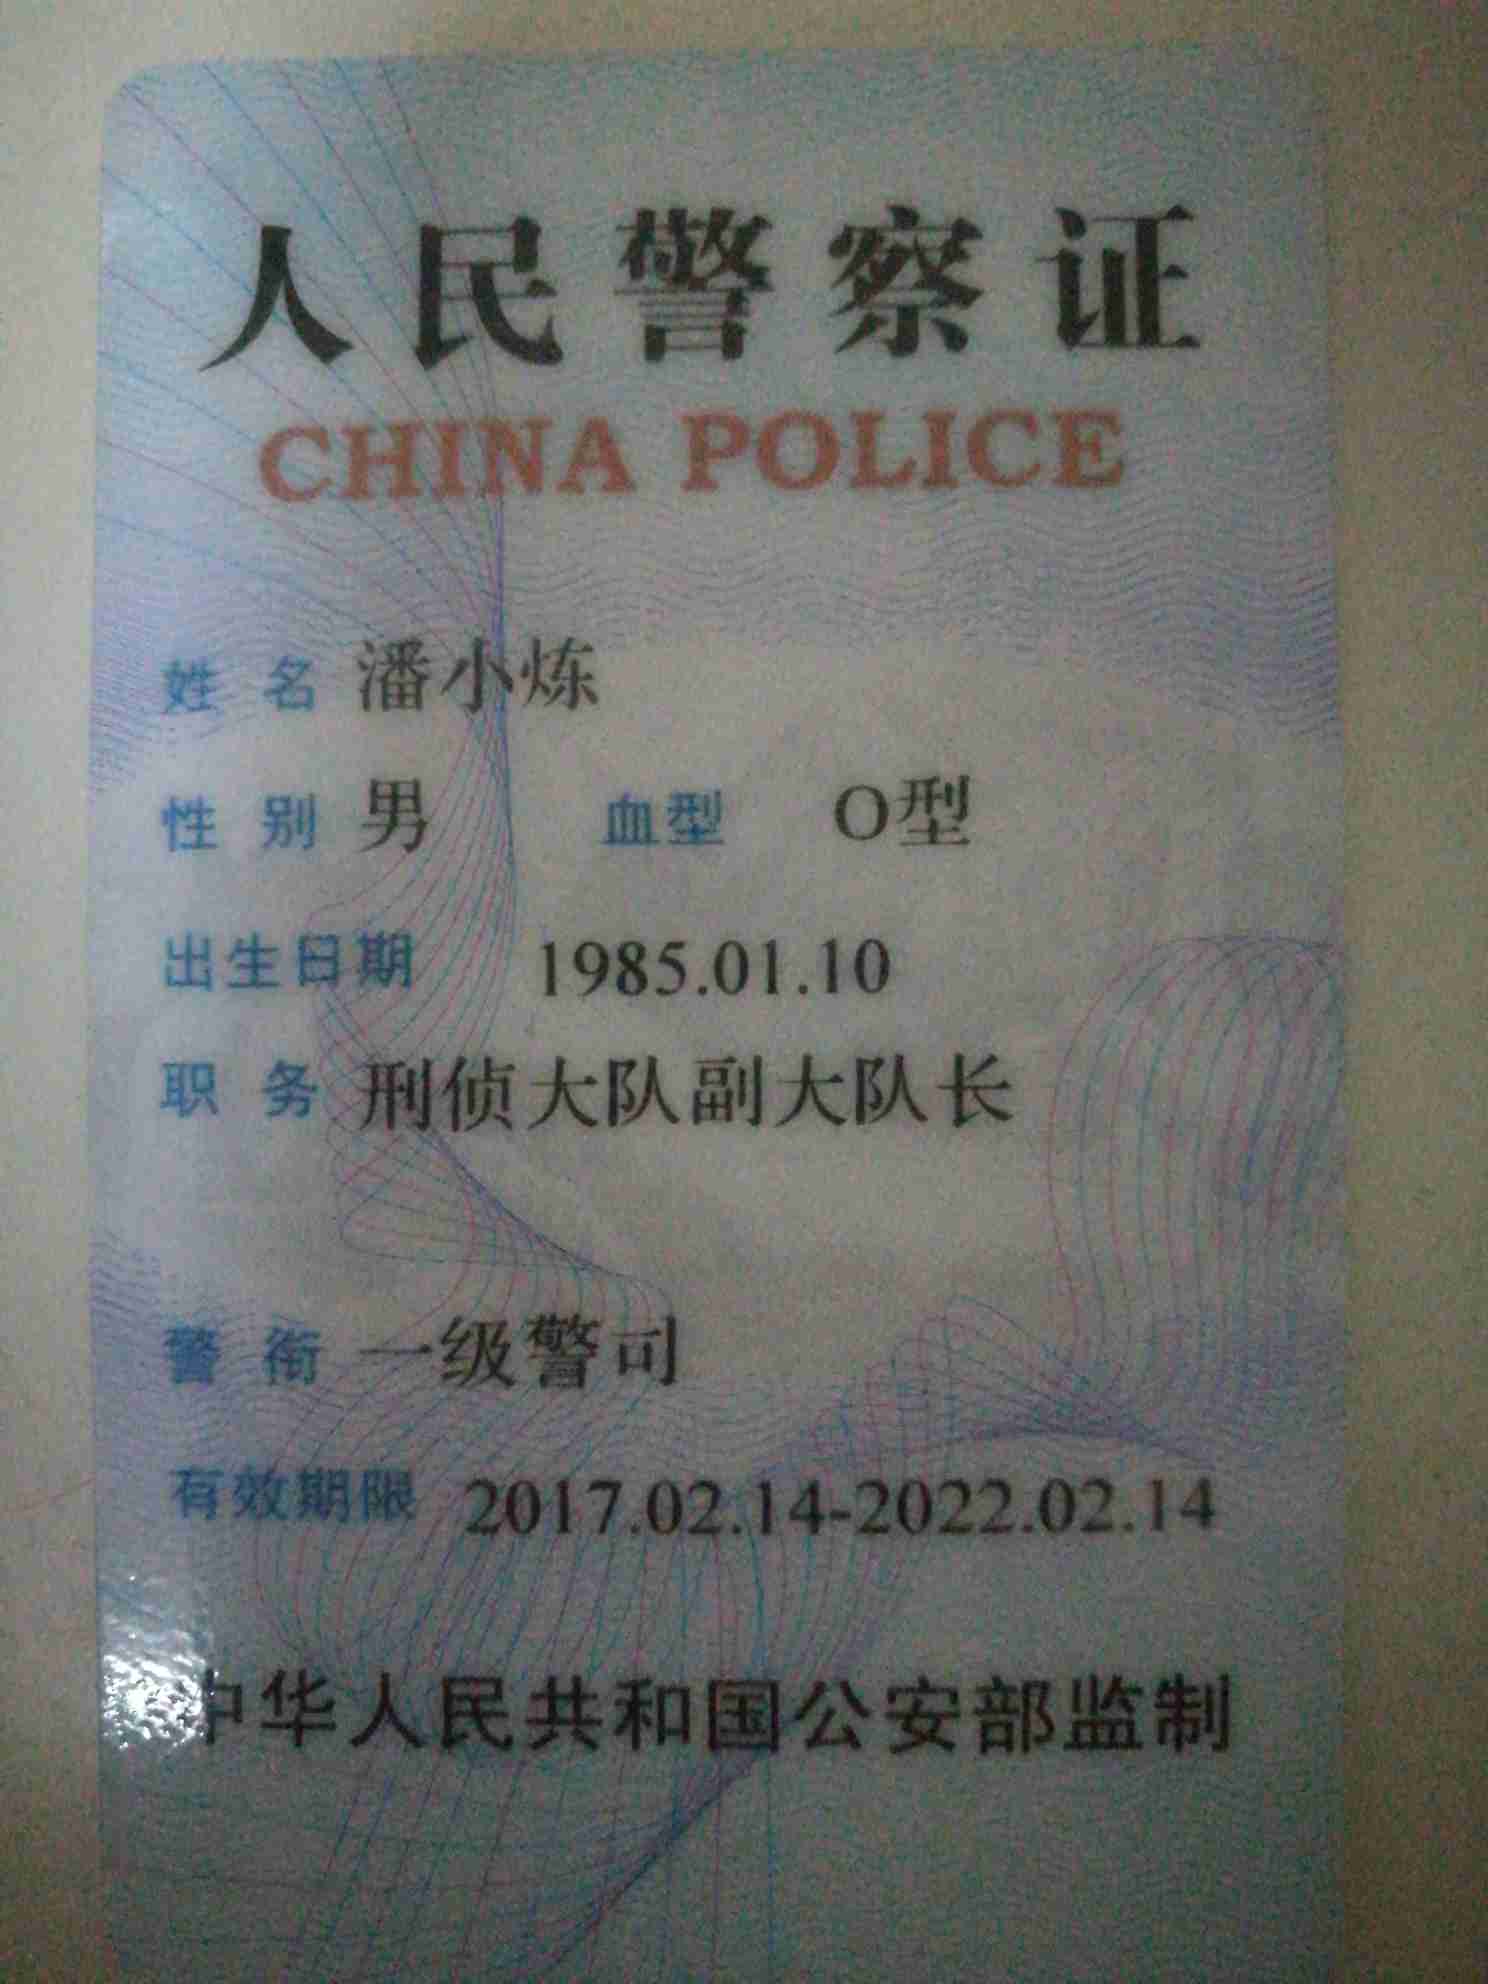 人民警察证
CHINA POLICE
姓名 潘小炼
性别 男 血型 O型
出生日期 1985.01.10
职务 刑侦大队副大队长
警衔 一级警司
有效期限 2017.02.14-2022.02.14
中华人民共和国公安部监制